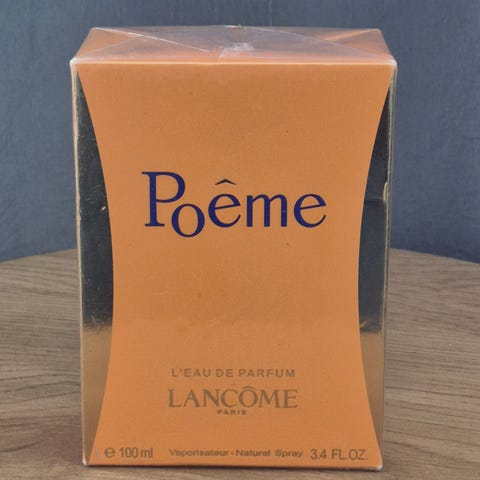 Poême
L'EAU DE PARFUM
LANCÔME
PARIS
℮ 100 ml Vaporisateur - Natural Spray 3.4 FL.OZ.